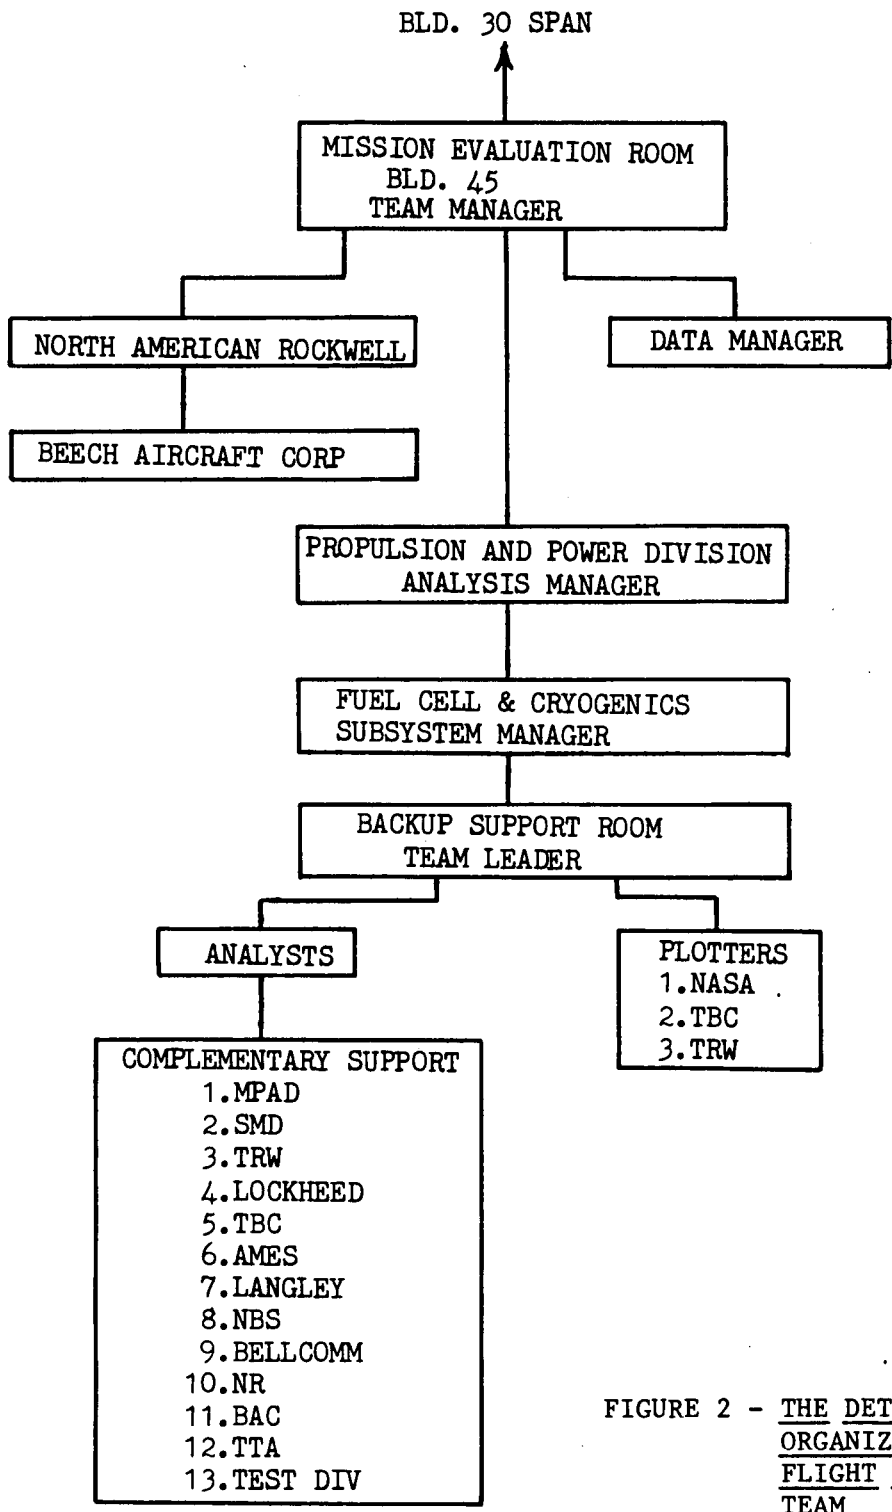 BLD. 30 SPAN
MISSION EVALUATION ROOM
BLD. 45
TEAM MANAGER
NORTH AMERICAN ROCKWELL
DATA MANAGER
BEECH AIRCRAFT CORP
PROPULSION AND POWER DIVISION
ANALYSIS MANAGER
FUEL CELL & CRYOGENICS
SUBSYSTEM MANAGER
BACKUP SUPPORT ROOM
TEAM LEADER
ANALYSTS
PLOTTERS
1.NASA
2.TBC
3.TRW
COMPLEMENTARY SUPPORT
1.MPAD
2.SMD
3.TRW
4.LOCKHEED
5.TBC
6.AMES
7.LANGLEY
8.NBS
9.BELLCOMM
10.NR
11.BAC
12.TTA
13.TEST DIV
FIGURE 2 - THE
FLIGHT
TEAM